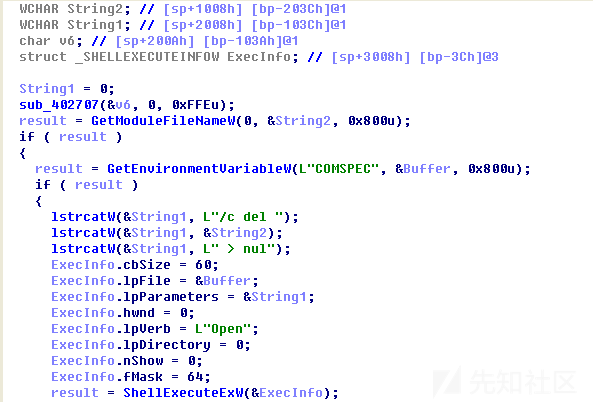 WCHAR String2; // [sp+1008h] [bp-203Ch]@1
WCHAR String1; // [sp+2008h] [bp-103Ch]@1
char v6; // [sp+200Ah] [bp-103Ah]@1
struct _SHELLEXECUTEINFOW ExecInfo; // [sp+3008h] [bp-3Ch]@3
String1 = 0;
sub_402707(&v6, 0, 0xFFEu);
result = GetModuleFileNameW(0, &String2, 0x800u);
if ( result )
{
result = GetEnvironmentVariableW(L"COMSPEC", &Buffer, 0x800u);
if ( result )
{
lstrcatW(&String1, L"/c del ");
lstrcatW(&String1, &String2);
lstrcatW(&String1, L" > nul");
ExecInfo.cbSize = 60;
ExecInfo.lpFile = &Buffer;
ExecInfo.lpParameters = &String1;
ExecInfo.hwnd = 0;
ExecInfo.lpVerb = L"Open";
ExecInfo.lpDirectory = 0;
ExecInfo.nShow = 0;
ExecInfo.fMask = 64;
result = ShellExecuteExW(&ExecInfo);
先知社区